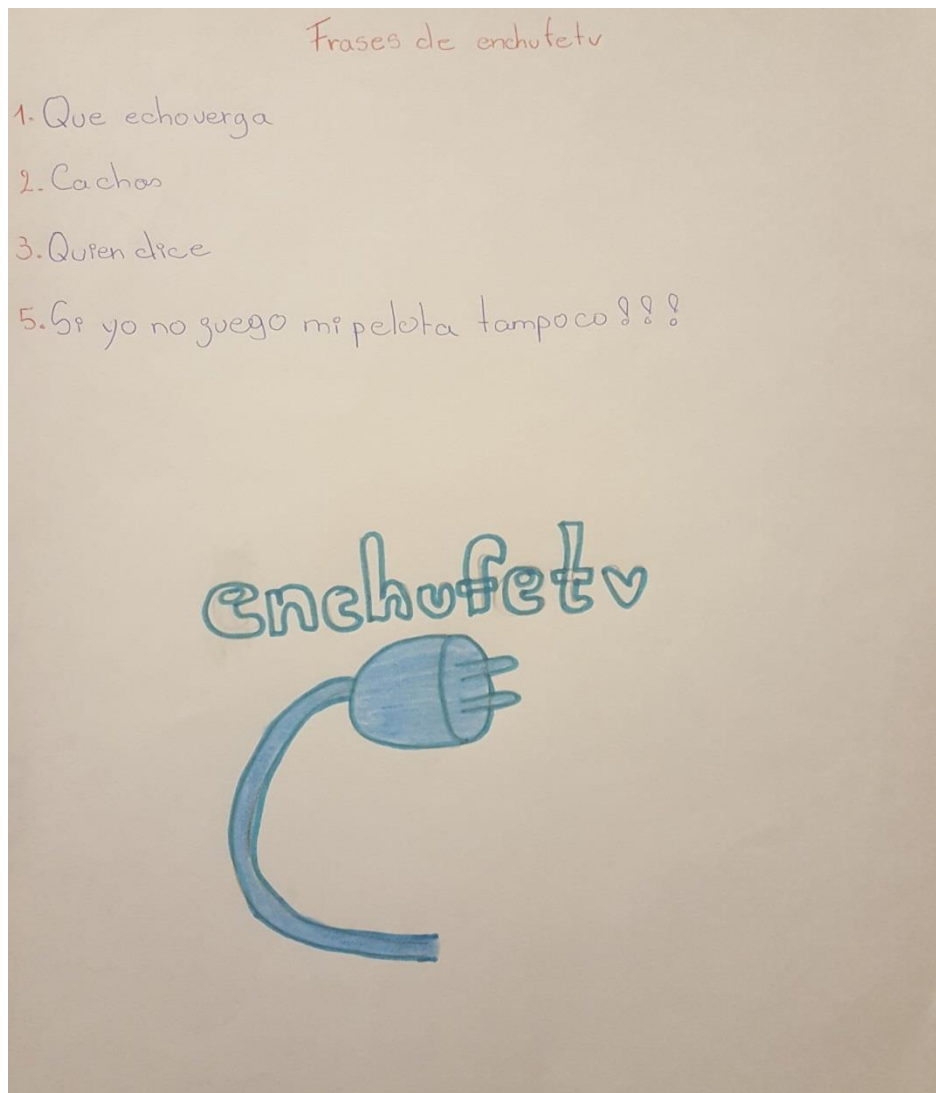 Frases de enchufetv
1. Que echoverga
2. Cachas
3. Quien dice
5. Si yo no juego mi pelota tampoco!!!
enchufetv